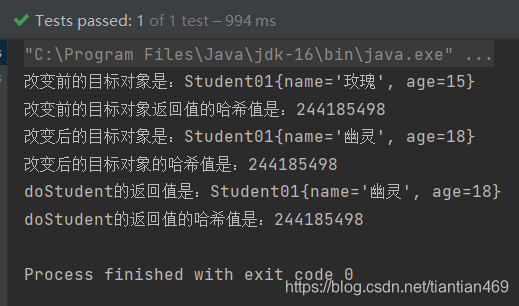 Tests passed: 1 of 1 test – 994 ms
"C:\Program Files\Java\jdk-16\bin\java.exe" ...
改变前的目标对象是：Student01{name='玫瑰', age=15}
改变前的目标对象返回值的哈希值是：244185498
改变后的目标对象是：Student01{name='幽灵', age=18}
改变后的目标对象的哈希值是：244185498
doStudent的返回值是：Student01{name='幽灵', age=18}
doStudent的返回值的哈希值是：244185498
Process finished with exit code 0
https://blog.csdn.net/tiantian469